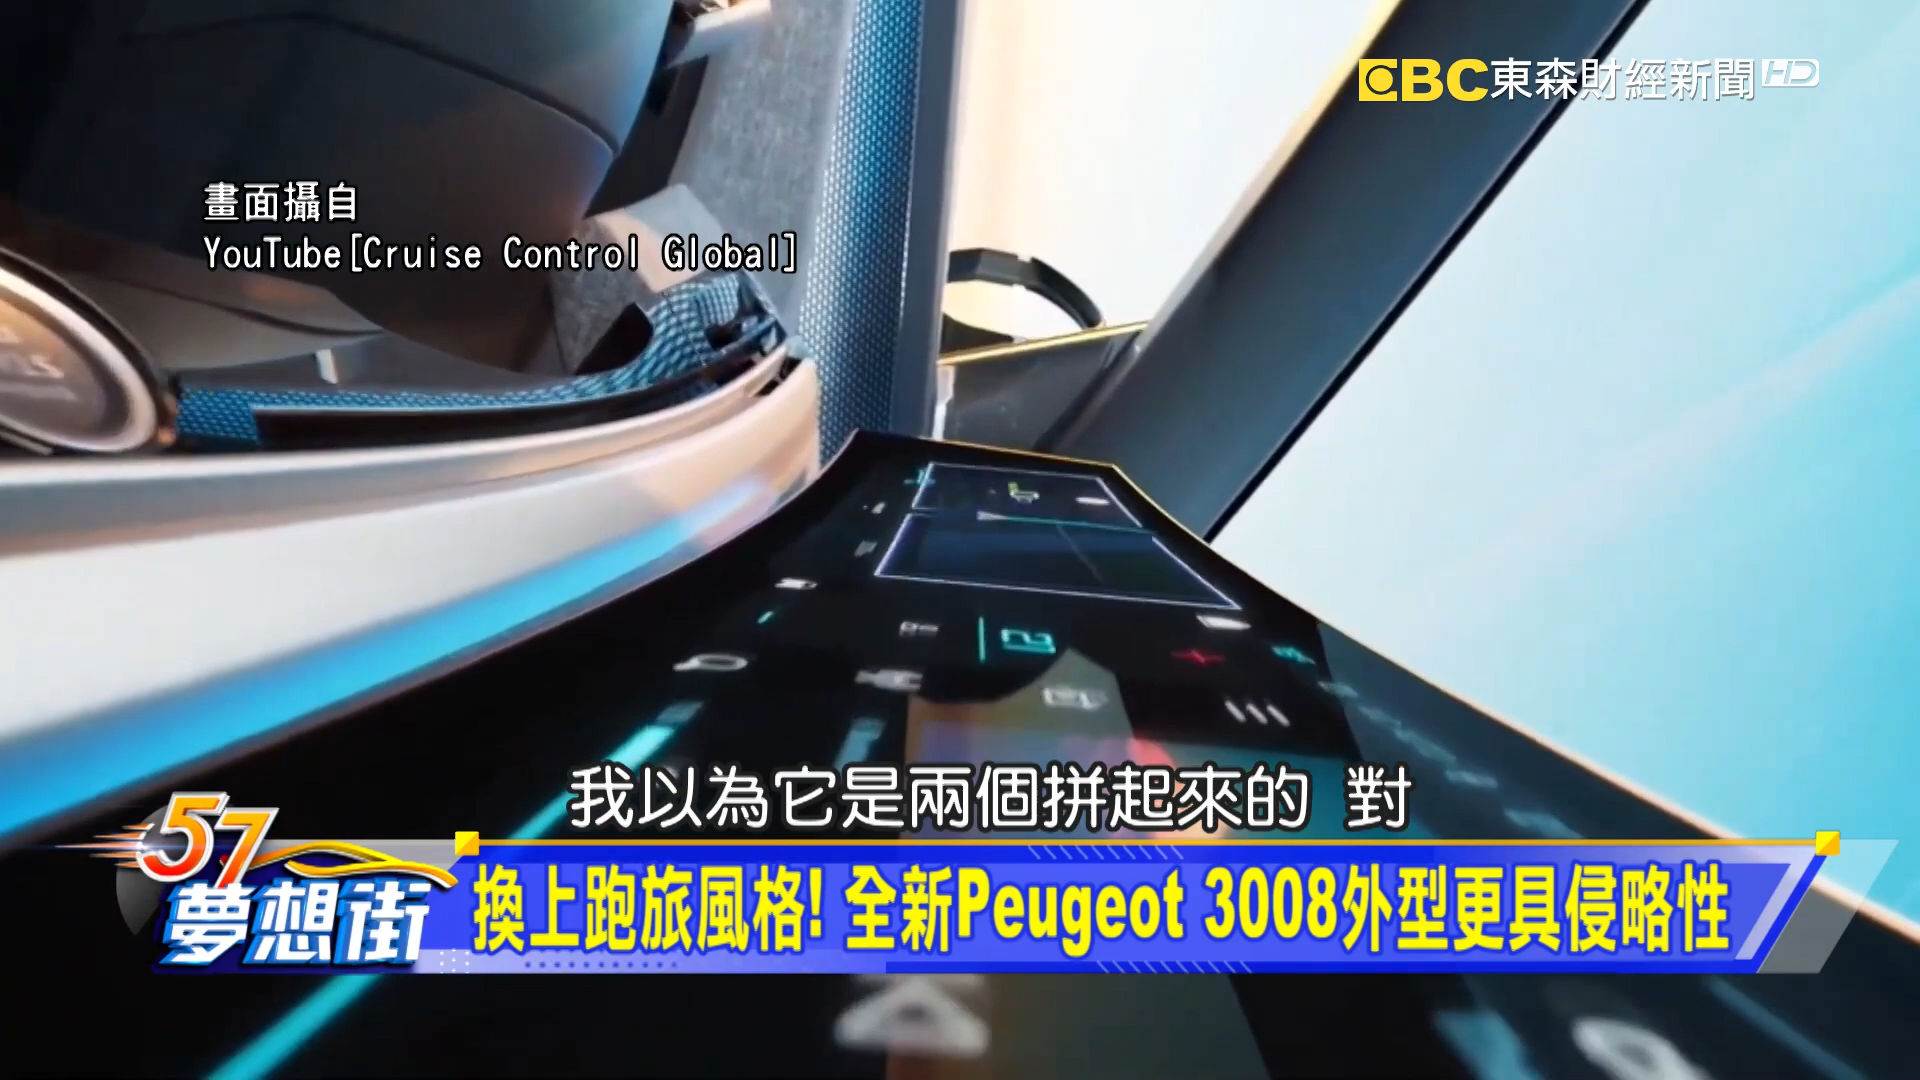 EBC東森財經新聞HD
畫面攝自
YouTube[Cruise Control Global]
我以為它是兩個拼起來的 對
57
夢想街
換上跑旅風格! 全新Peugeot 3008外型更具侵略性